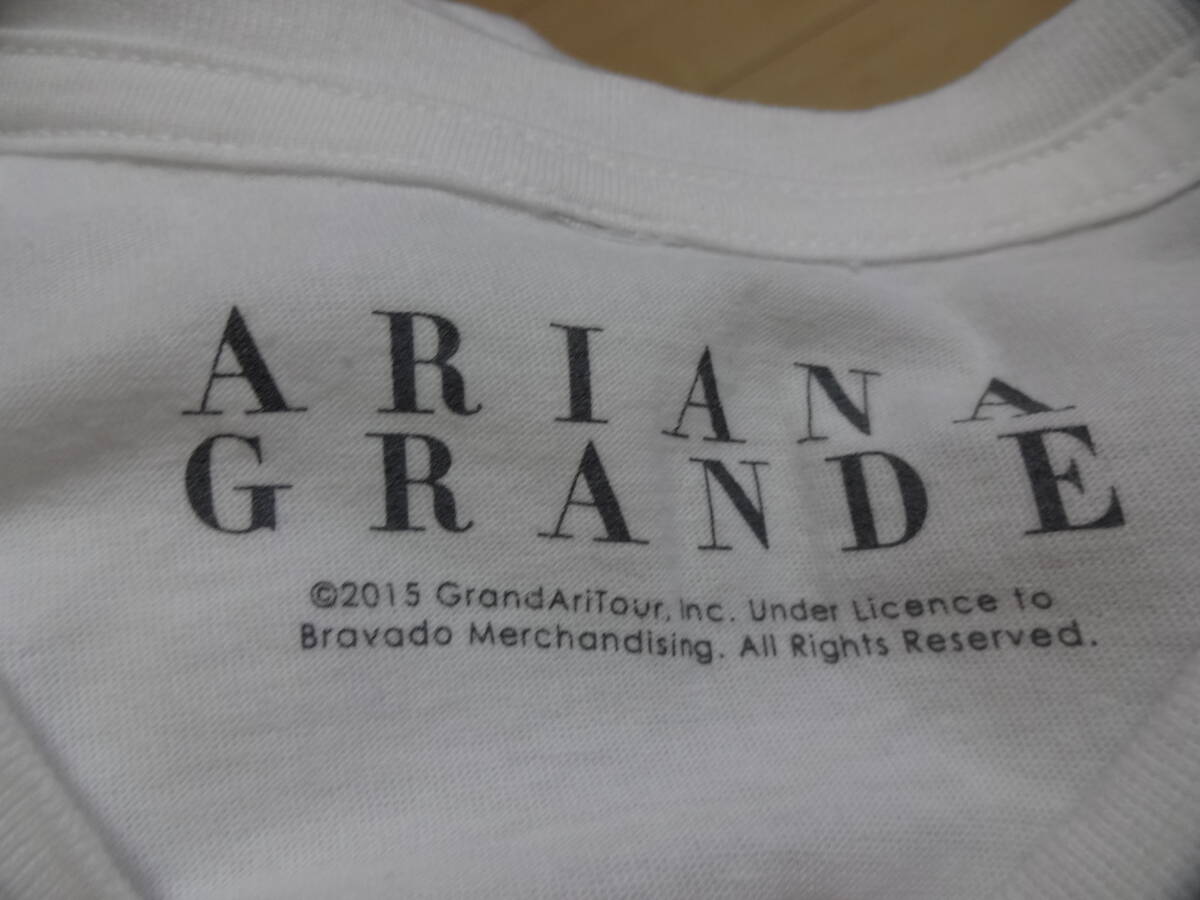 ARIANA
GRANDE
©2015 GrandAriTour, Inc. Under Licence to
Bravado Merchandising. All Rights Reserved.